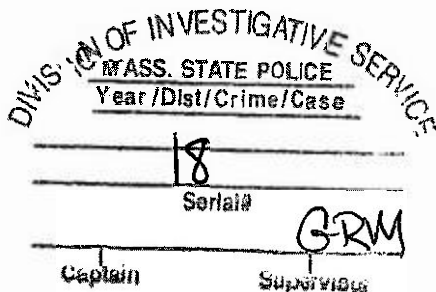 DIVISION OF INVESTIGATIVE SERVICE
MASS. STATE POLICE
Year/Dist/Crime/Case
18
Serial#
GRM
Captain Supervisor